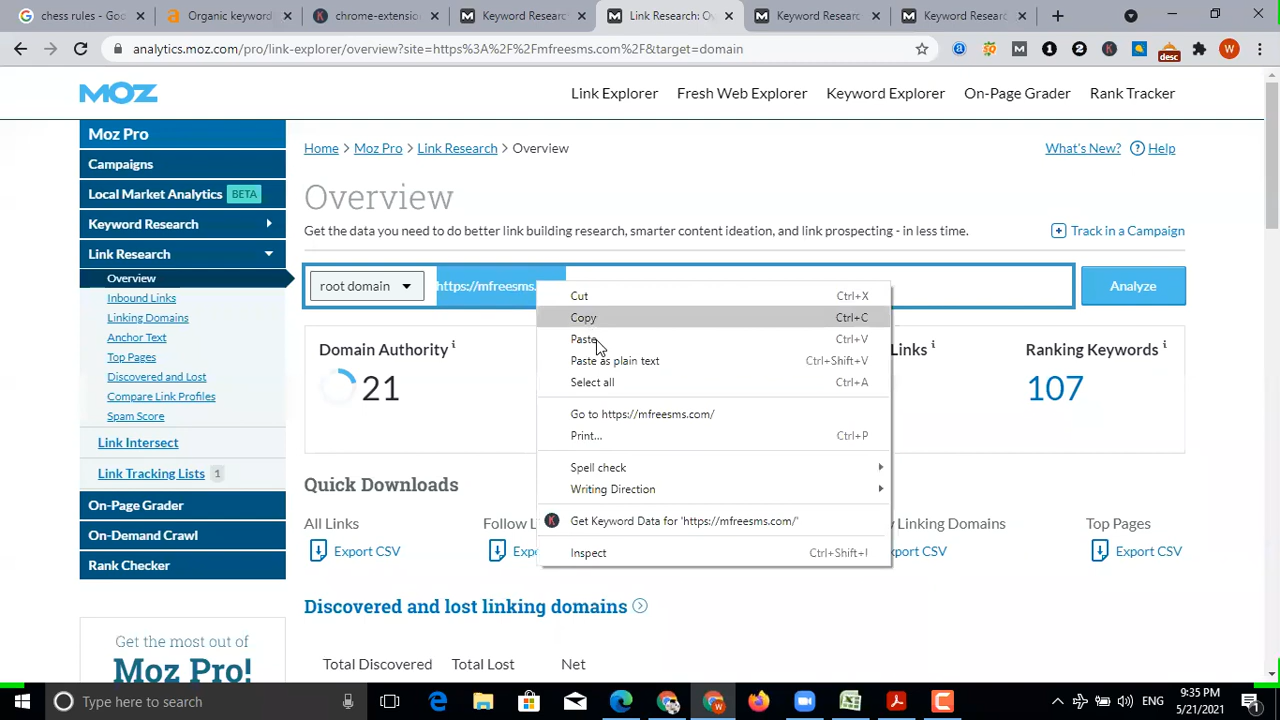 chess rules - Goo
Organic keyword
chrome-extension
Keyword Research
Link Research: Ov
Keyword Research
Keyword Research
analytics.moz.com/pro/link-explorer/overview?site=https%3A%2F%2Fmfreesms.com%2F&target=domain
W
desc
MOZ
Link Explorer Fresh Web Explorer Keyword Explorer On-Page Grader Rank Tracker
Moz Pro
Campaigns
Local Market Analytics BETA
Keyword Research
Link Research
Overview
Inbound Links
Linking Domains
Anchor Text
Top Pages
Discovered and Lost
Compare Link Profiles
Spam Score
Link Intersect
Link Tracking Lists 1
On-Page Grader
On-Demand Crawl
Rank Checker
Get the most out of
Moz Pro!
Home > Moz Pro > Link Research > Overview
What's New? Help
Overview
Get the data you need to do better link building research, smarter content ideation, and link prospecting - in less time.
Track in a Campaign
root domain
https://mfreesms.
Analyze
Cut Ctrl+X
Copy Ctrl+C
Paste Ctrl+V
Paste as plain text Ctrl+Shift+V
Select all Ctrl+A
Go to https://mfreesms.com/
Print... Ctrl+P
Spell check
Writing Direction
Get Keyword Data for 'https://mfreesms.com/'
Inspect Ctrl+Shift+I
Domain Authority
21
Links
Ranking Keywords
107
Quick Downloads
All Links
Export CSV
Follow L
Exp
Linking Domains
port CSV
Top Pages
Export CSV
Discovered and lost linking domains
Total Discovered Total Lost Net
Type here to search
ENG
9:35 PM
5/21/2021